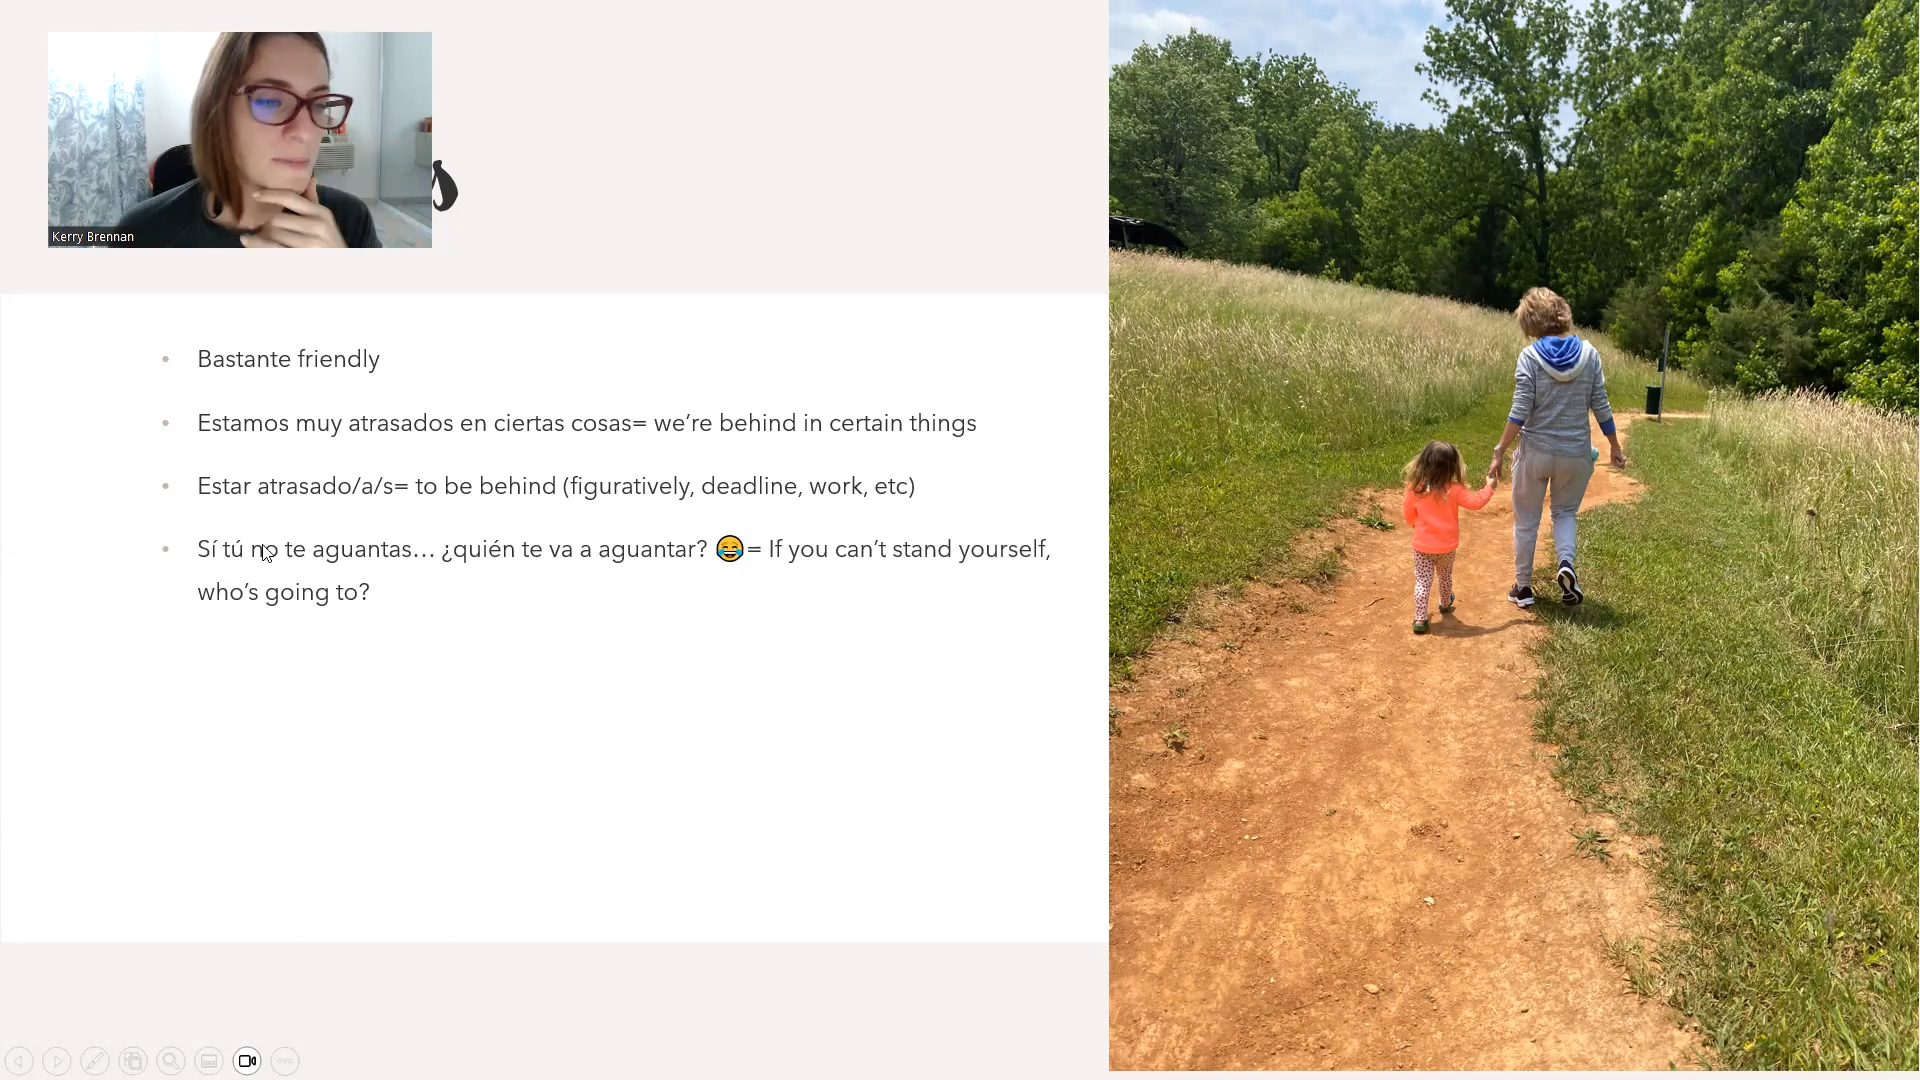 s
Kerry Brennan
Bastante friendly
Estamos muy atrasados en ciertas cosas= we’re behind in certain things
Estar atrasado/a/s= to be behind (figuratively, deadline, work, etc)
Sí tú no te aguantas… ¿quién te va a aguantar? 😂= If you can’t stand yourself,
who’s going to?